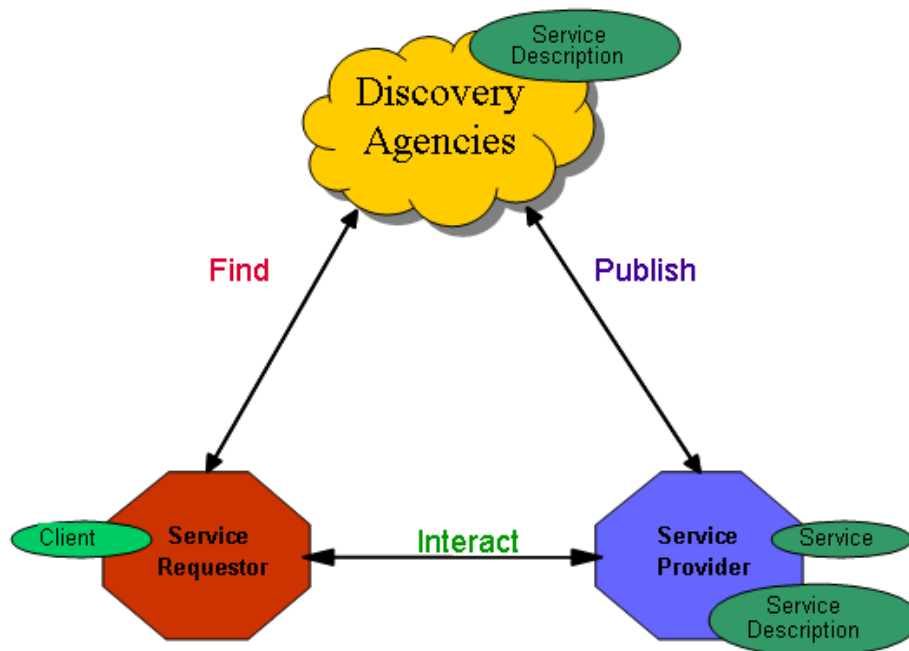 Service
Description
Discovery
Agencies
Find
Publish
Client
Service
Requestor
Interact
Service
Provider
Service
Service
Description